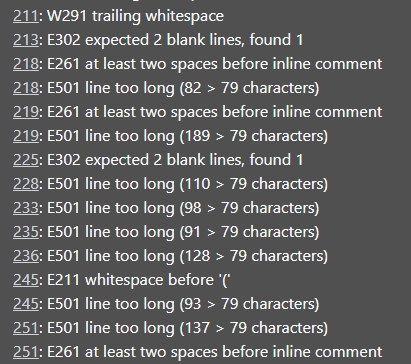 211: W291 trailing whitespace
213: E302 expected 2 blank lines, found 1
218: E261 at least two spaces before inline comment
218: E501 line too long (82 > 79 characters)
219: E261 at least two spaces before inline comment
219: E501 line too long (189 > 79 characters)
225: E302 expected 2 blank lines, found 1
228: E501 line too long (110 > 79 characters)
233: E501 line too long (98 > 79 characters)
235: E501 line too long (91 > 79 characters)
236: E501 line too long (128 > 79 characters)
245: E211 whitespace before '('
245: E501 line too long (93 > 79 characters)
251: E501 line too long (137 > 79 characters)
251: E261 at least two spaces before inline comment